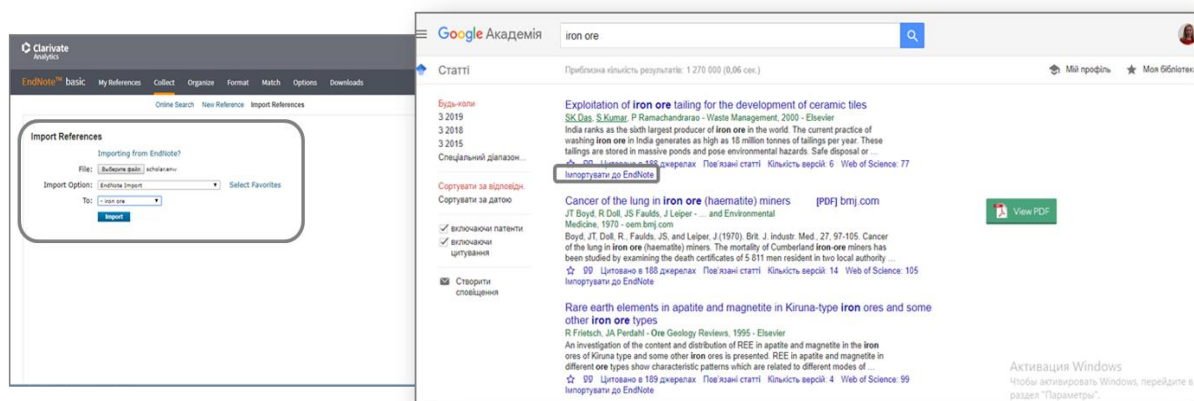 Clarivate
Analytics
EndNote™ basic My References Collect Organize Format Match Options Downloads
Online Search New Reference Import References
Import References
Importing from EndNote?
File: Выберите файл scholar.enw
Import Option: EndNote Import Select Favorites
To: - iron ore
Import
Google Академія
iron ore
Статті
Приблизна кількість результатів: 1 270 000 (0,06 сек.)
Мій профіль Моя бібліотека
Будь-коли
З 2019
З 2018
З 2015
Спеціальний діапазон...
Сортувати за відповідн.
Сортувати за датою
включаючи патенти
включаючи
цитування
Створити
сповіщення
Exploitation of iron ore tailing for the development of ceramic tiles
SK Das, S Kumar, P Ramachandrarao - Waste Management, 2000 - Elsevier
India ranks as the sixth largest producer of iron ore in the world. The current practice of
washing iron ore in India generates as high as 18 million tonnes of tailings per year. These
tailings are stored in massive ponds and pose environmental hazards. Safe disposal or ...
Цитовано в 188 джерелах Пов'язані статті Кількість версій: 6 Web of Science: 77
Імпортувати до EndNote
Cancer of the lung in iron ore (haematite) miners [PDF] bmj.com
JT Boyd, R Doll, JS Faulds, J Leiper - ... and Environmental
Medicine, 1970 - oem.bmj.com
Boyd, JT, Doll, R., Faulds, JS, and Leiper, J.(1970). Brit. J. industr. Med., 27, 97-105. Cancer
of the lung in iron ore (haematite) miners. The mortality of Cumberland iron-ore miners has
been studied by examining the death certificates of 5 811 men resident in two local authority ...
Цитовано в 188 джерелах Пов'язані статті Кількість версій: 14 Web of Science: 105
Імпортувати до EndNote
View PDF
Rare earth elements in apatite and magnetite in Kiruna-type iron ores and some
other iron ore types
R Frietsch, JA Perdahl - Ore Geology Reviews, 1995 - Elsevier
An investigation of the content and distribution of REE in apatite and magnetite in the iron
ores of Kiruna type and some other iron ores is presented. REE in apatite and magnetite in
different ore types show characteristic patterns which are related to different modes of ...
Цитовано в 189 джерелах Пов'язані статті Кількість версій: 4 Web of Science: 99
Імпортувати до EndNote
Активация Windows
Чтобы активировать Windows, перейдите в
раздел "Параметры".